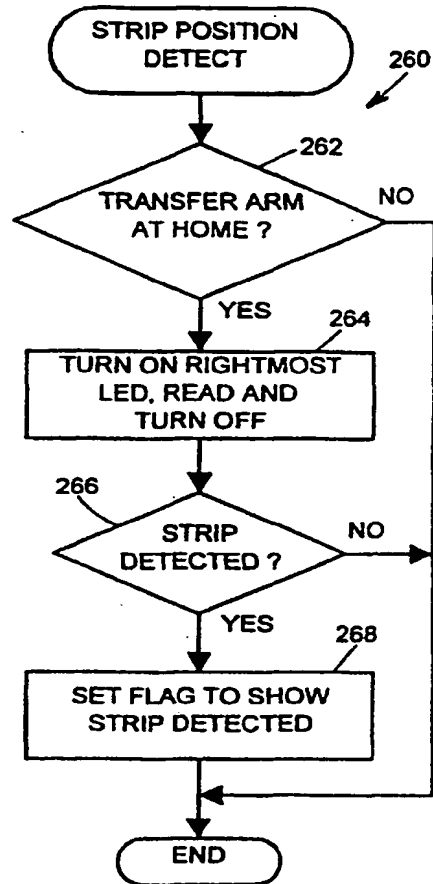 STRIP POSITION
DETECT
260
262
TRANSFER ARM
AT HOME ?
NO
YES
264
TURN ON RIGHTMOST
LED, READ AND
TURN OFF
266
STRIP
DETECTED ?
NO
YES
268
SET FLAG TO SHOW
STRIP DETECTED
END